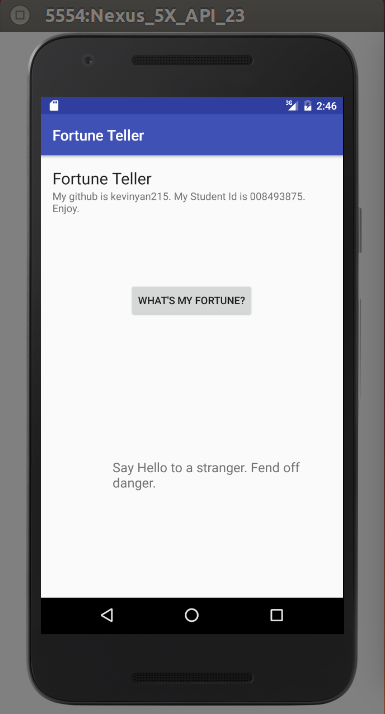 5554:Nexus_5X_API_23
3G 2:46
Fortune Teller
Fortune Teller
My github is kevinyan215. My Student Id is 008493875.
Enjoy.
WHAT'S MY FORTUNE?
Say Hello to a stranger. Fend off
danger.